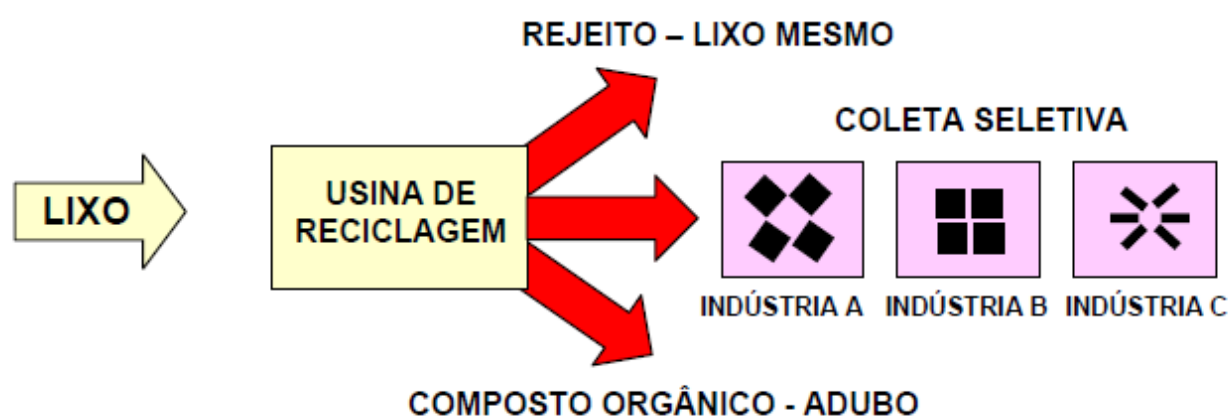 REJEITO – LIXO MESMO
COLETA SELETIVA
LIXO
USINA DE
RECICLAGEM
INDÚSTRIA A
INDÚSTRIA B
INDÚSTRIA C
COMPOSTO ORGÂNICO - ADUBO